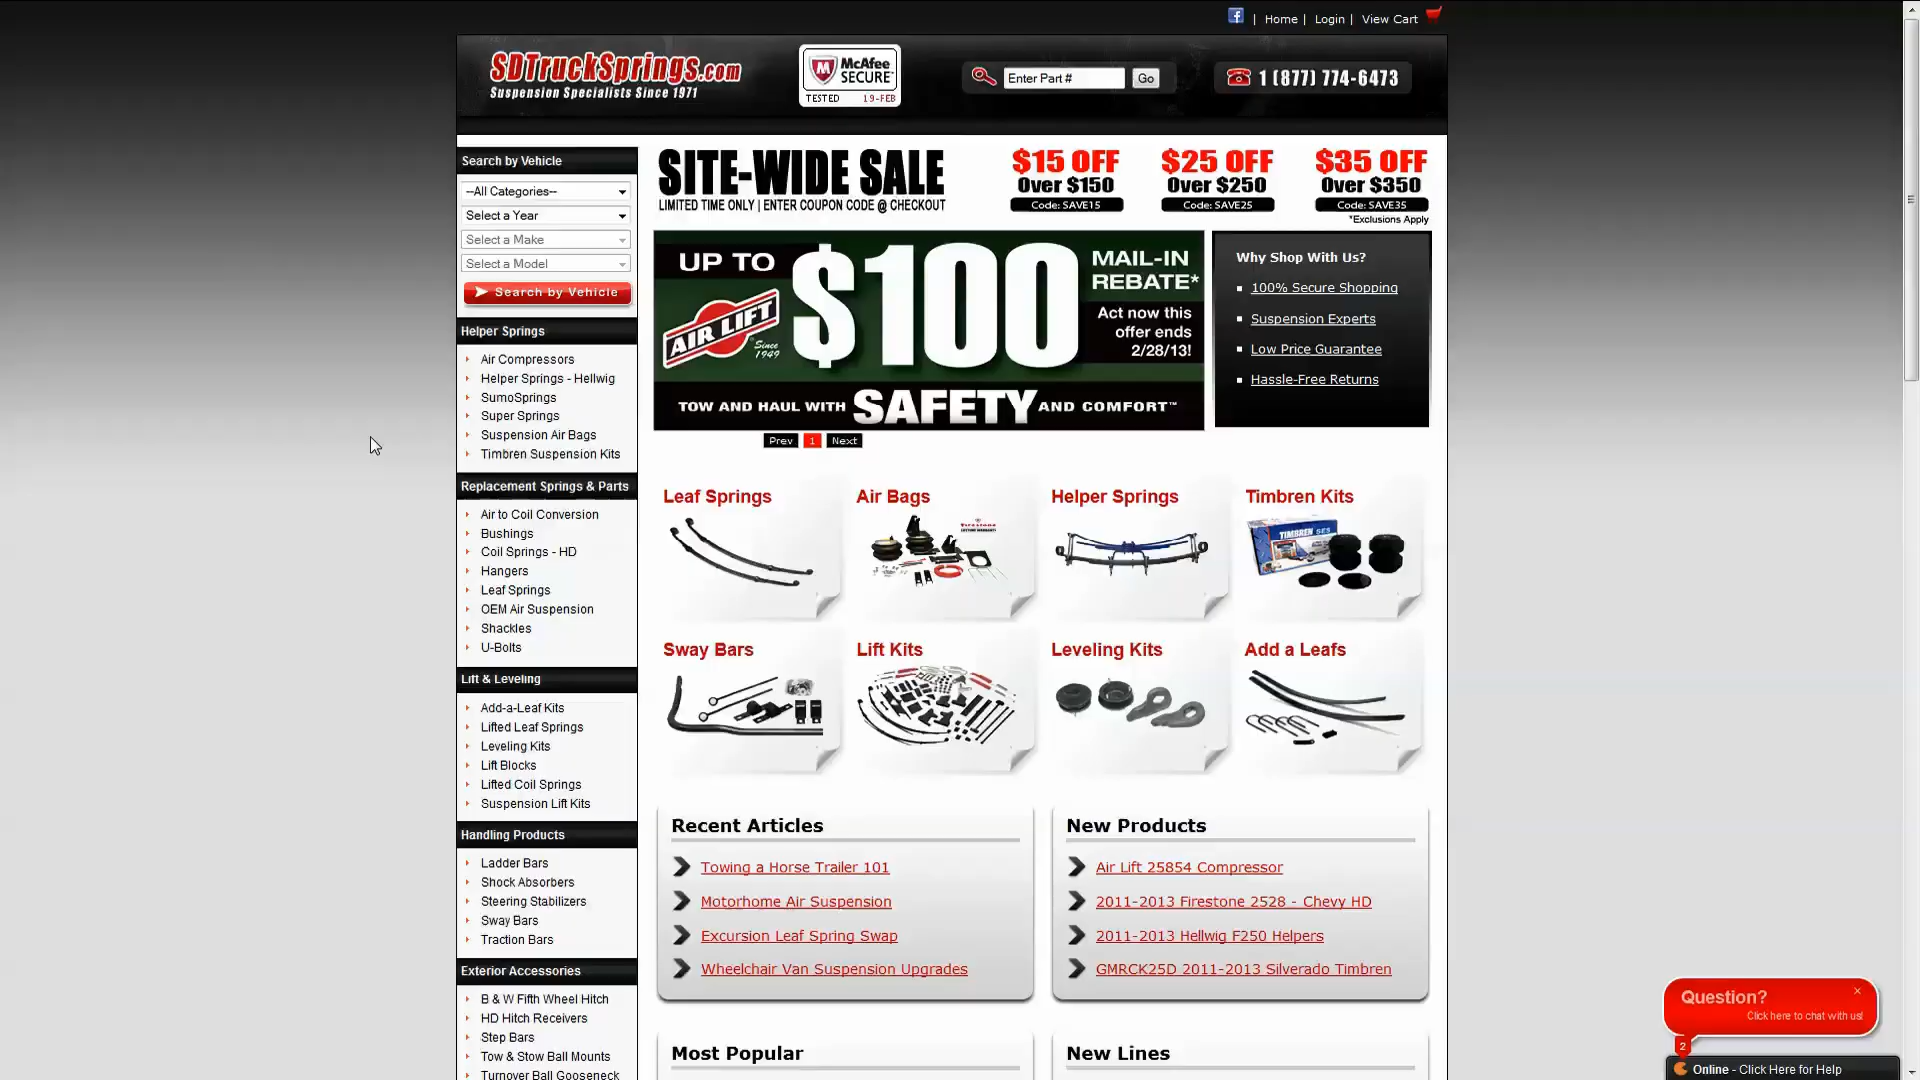 | Home | Login | View Cart
SDTruckSprings.com
Suspension Specialists Since 1971
McAfee
SECURE
TESTED 19-FEB
Enter Part #
Go
1 (877) 774-6473
Search by Vehicle
--All Categories--
Select a Year
Select a Make
Select a Model
Search by Vehicle
SITE-WIDE SALE
LIMITED TIME ONLY | ENTER COUPON CODE @ CHECKOUT
$15 OFF
Over $150
Code: SAVE15
$25 OFF
Over $250
Code: SAVE25
$35 OFF
Over $350
Code: SAVE35
*Exclusions Apply
UP TO
$100
MAIL-IN
REBATE*
AIR LIFT
Since
1949
Act now this
offer ends
2/28/13!
TOW AND HAUL WITH SAFETY AND COMFORT™
Prev 1 Next
Why Shop With Us?
100% Secure Shopping
Suspension Experts
Low Price Guarantee
Hassle-Free Returns
Helper Springs
Air Compressors
Helper Springs - Hellwig
SumoSprings
Super Springs
Suspension Air Bags
Timbren Suspension Kits
Replacement Springs & Parts
Air to Coil Conversion
Bushings
Coil Springs - HD
Hangers
Leaf Springs
OEM Air Suspension
Shackles
U-Bolts
Lift & Leveling
Add-a-Leaf Kits
Lifted Leaf Springs
Leveling Kits
Lift Blocks
Lifted Coil Springs
Suspension Lift Kits
Handling Products
Ladder Bars
Shock Absorbers
Steering Stabilizers
Sway Bars
Traction Bars
Exterior Accessories
B & W Fifth Wheel Hitch
HD Hitch Receivers
Step Bars
Tow & Stow Ball Mounts
Turnover Ball Gooseneck
Leaf Springs
Air Bags
Firestone
Helper Springs
Timbren Kits
TIMBREN SES
Sway Bars
Lift Kits
Leveling Kits
Add a Leafs
Recent Articles
Towing a Horse Trailer 101
Motorhome Air Suspension
Excursion Leaf Spring Swap
Wheelchair Van Suspension Upgrades
New Products
Air Lift 25854 Compressor
2011-2013 Firestone 2528 - Chevy HD
2011-2013 Hellwig F250 Helpers
GMRCK25D 2011-2013 Silverado Timbren
Most Popular
New Lines
Question?
Click here to chat with us!
2
Online - Click Here for Help